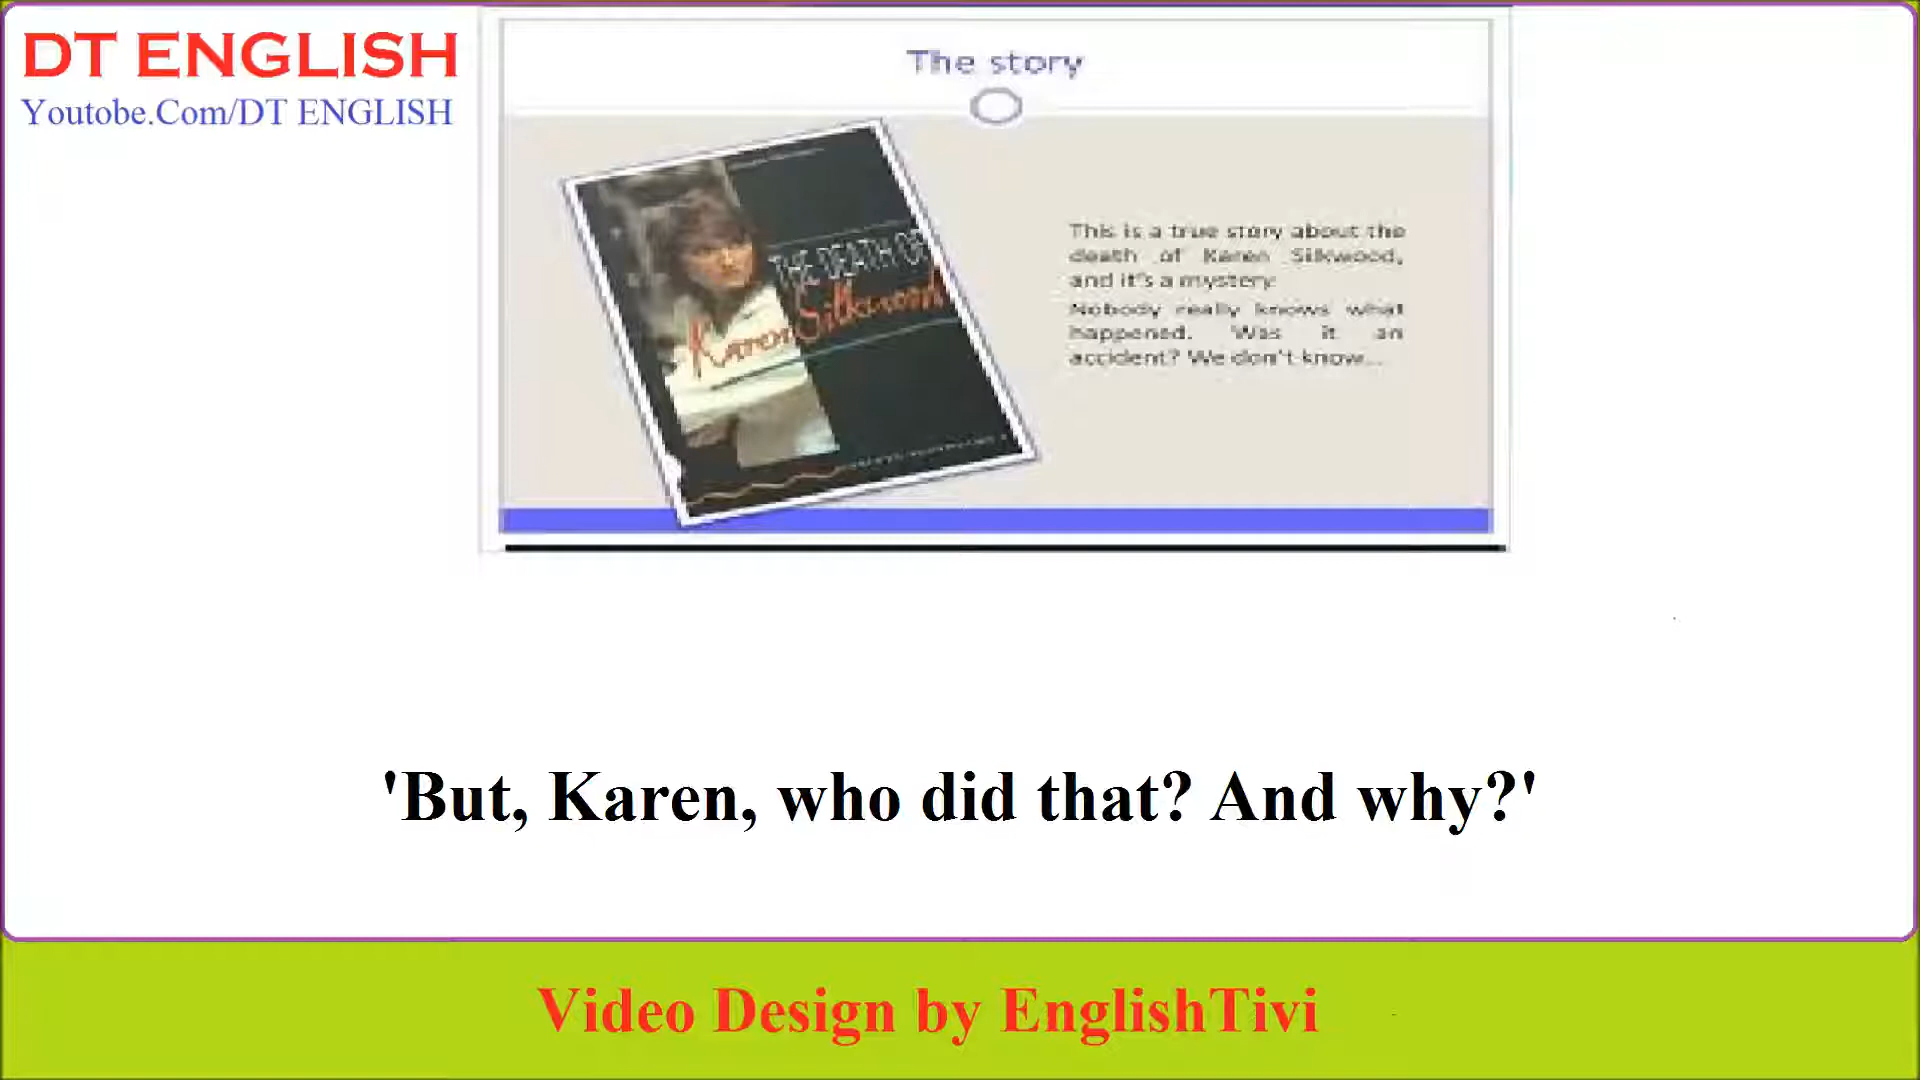 DT ENGLISH
Youtobe.Com/DT ENGLISH
The story
THE DEATH OF
Karen Silkwood
This is a true story about the
death of Karen Silkwood,
and it's a mystery
Nobody really knows what
happened. Was it an
accident? We don't know...
'But, Karen, who did that? And why?'
Video Design by EnglishTivi